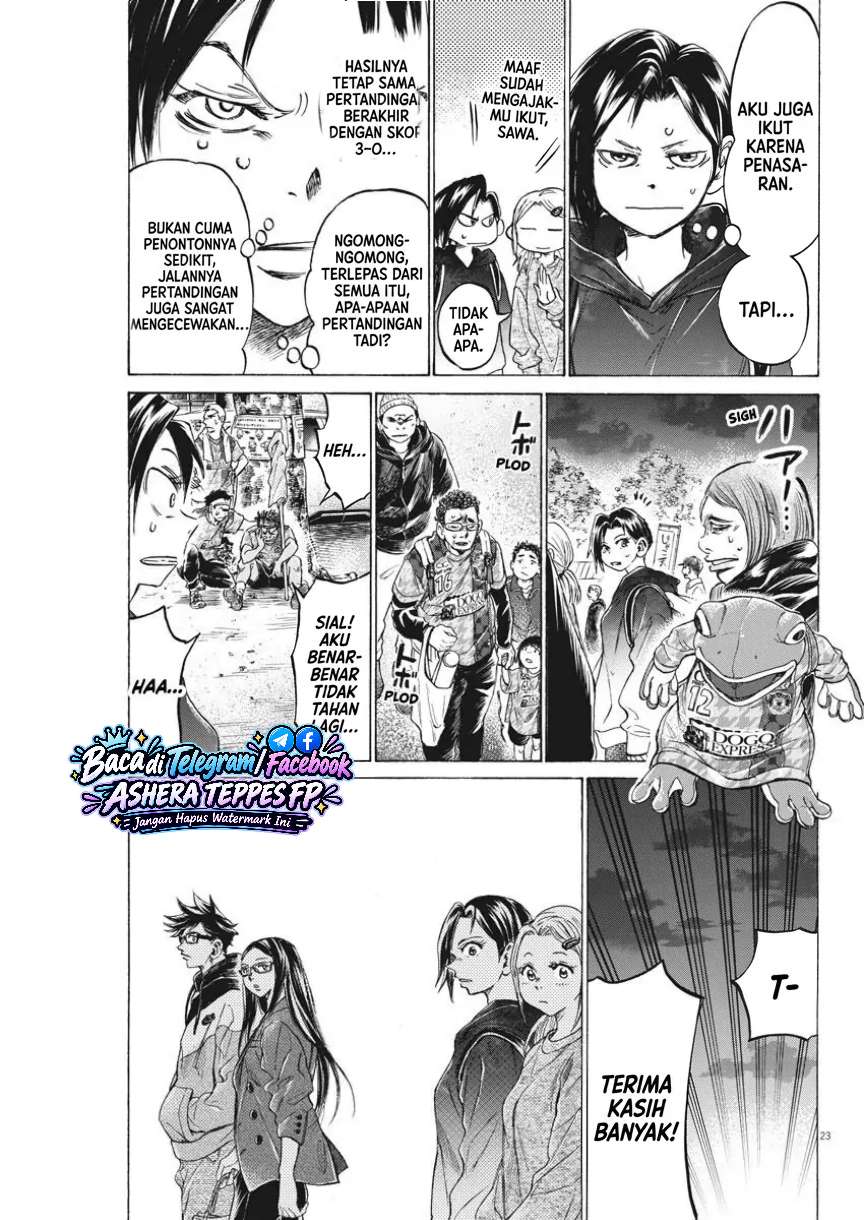 AKU JUGA
IKUT
KARENA
PENASA-
RAN.
TAPI...
MAAF
SUDAH
MENGAJAK-
MU IKUT,
SAWA.
TIDAK
APA-
APA.
HASILNYA
TETAP SAMA
PERTANDINGA
BERAKHIR
DENGAN SKOR
3-0...
NGOMONG-
NGOMONG,
TERLEPAS DARI
SEMUA ITU,
APA-APAAN
PERTANDINGAN
TADI?
BUKAN CUMA
PENONTONNYA
SEDIKIT,
JALANNYA
PERTANDINGAN
JUGA SANGAT
MENGECEWAKAN...
SIGH
ハァー!…
12
DOGO
EXPRESS
トボ
PLOD
16
トボ
PLOD
HEH...
SIAL!
AKU
BENAR-
BENAR
TIDAK
TAHAN
LAGI...
HAA...
Baca di Telegram/Facebook
ASHERA TEPPES FP
Jangan Hapus Watermark Ini
T-
TERIMA
KASIH
BANYAK!
23